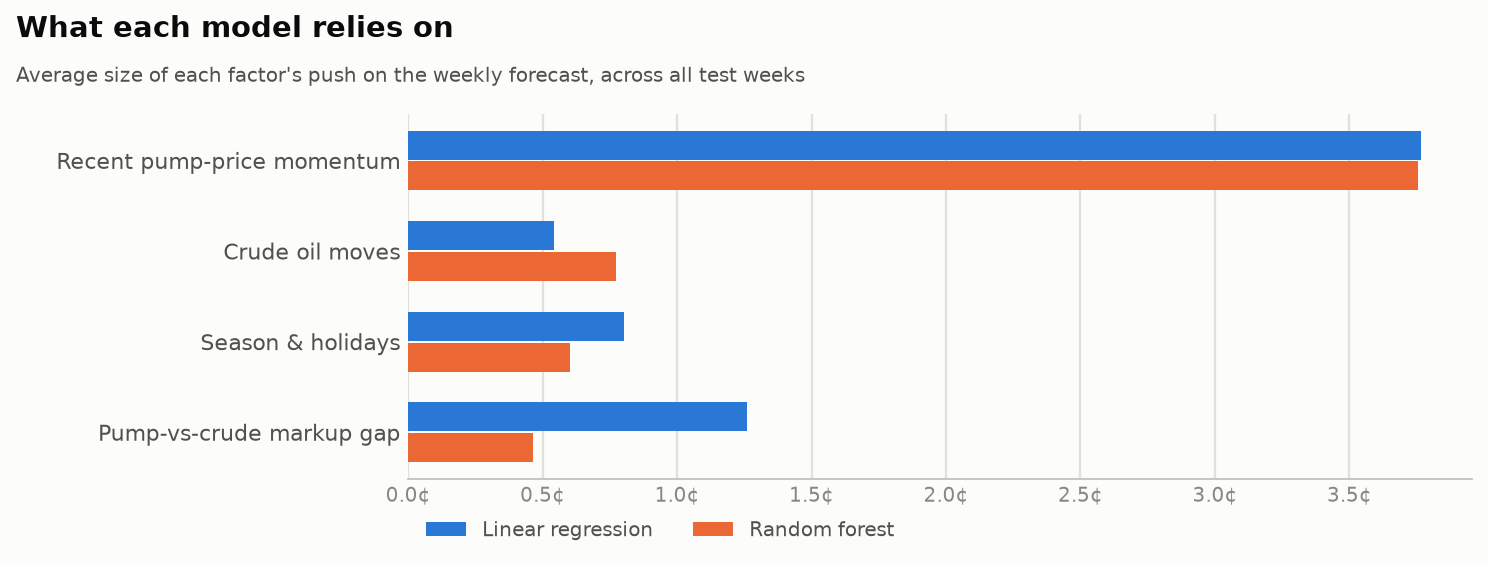 What each model relies on
Average size of each factor's push on the weekly forecast, across all test weeks
Recent pump-price momentum
Crude oil moves
Season & holidays
Pump-vs-crude markup gap
0.0¢ 0.5¢ 1.0¢ 1.5¢ 2.0¢ 2.5¢ 3.0¢ 3.5¢
Linear regression Random forest